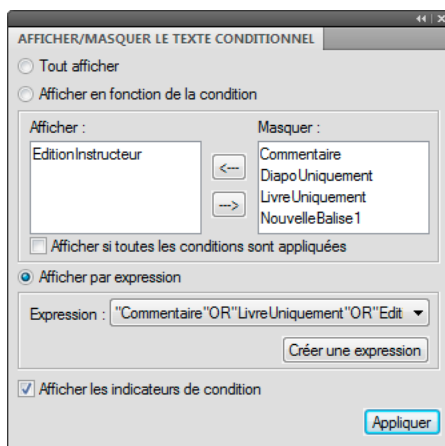 AFFICHER/MASQUER LE TEXTE CONDITIONNEL
Tout afficher
Afficher en fonction de la condition
Afficher : Masquer :
EditionInstructeur
<---
--->
Commentaire
DiapoUniquement
LivreUniquement
NouvelleBalise1
Afficher si toutes les conditions sont appliquées
Afficher par expression
Expression : "Commentaire"OR"LivreUniquement"OR"Edit
Créer une expression
Afficher les indicateurs de condition
Appliquer